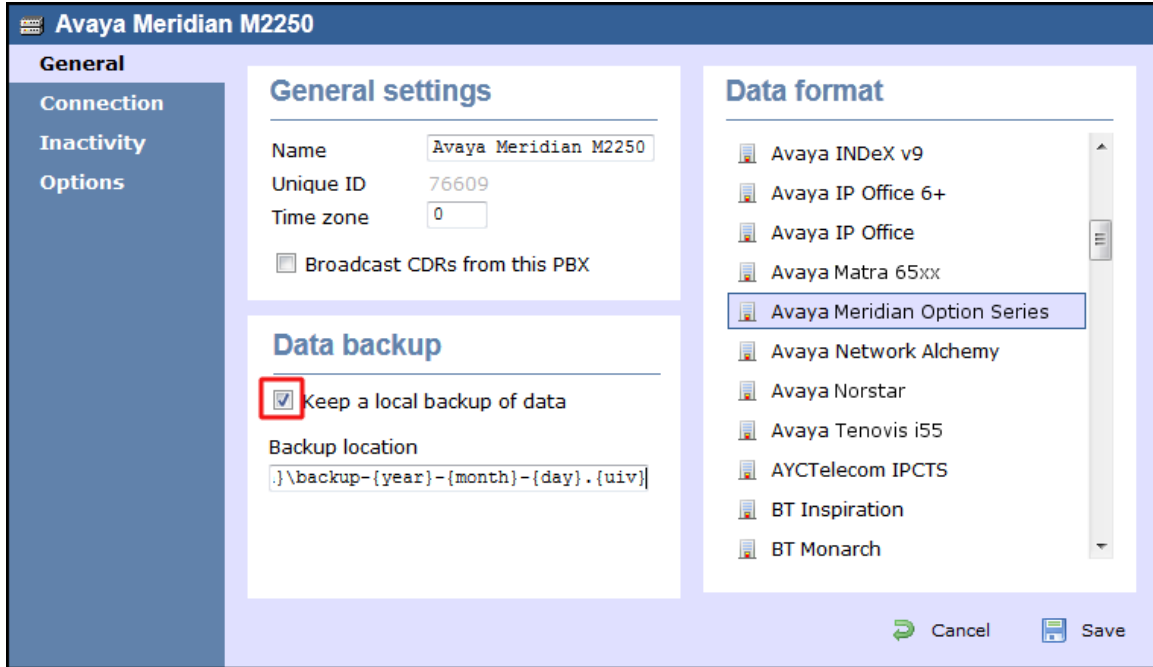 Avaya Meridian M2250
General
Connection
Inactivity
Options
General settings
Name Avaya Meridian M2250
Unique ID 76609
Time zone 0
Broadcast CDRs from this PBX
Data backup
Keep a local backup of data
Backup location
.}\backup-{year}-{month}-{day}.{uiv}
Data format
Avaya INDeX v9
Avaya IP Office 6+
Avaya IP Office
Avaya Matra 65xx
Avaya Meridian Option Series
Avaya Network Alchemy
Avaya Norstar
Avaya Tenovis i55
AYCTelecom IPCTS
BT Inspiration
BT Monarch
Cancel Save